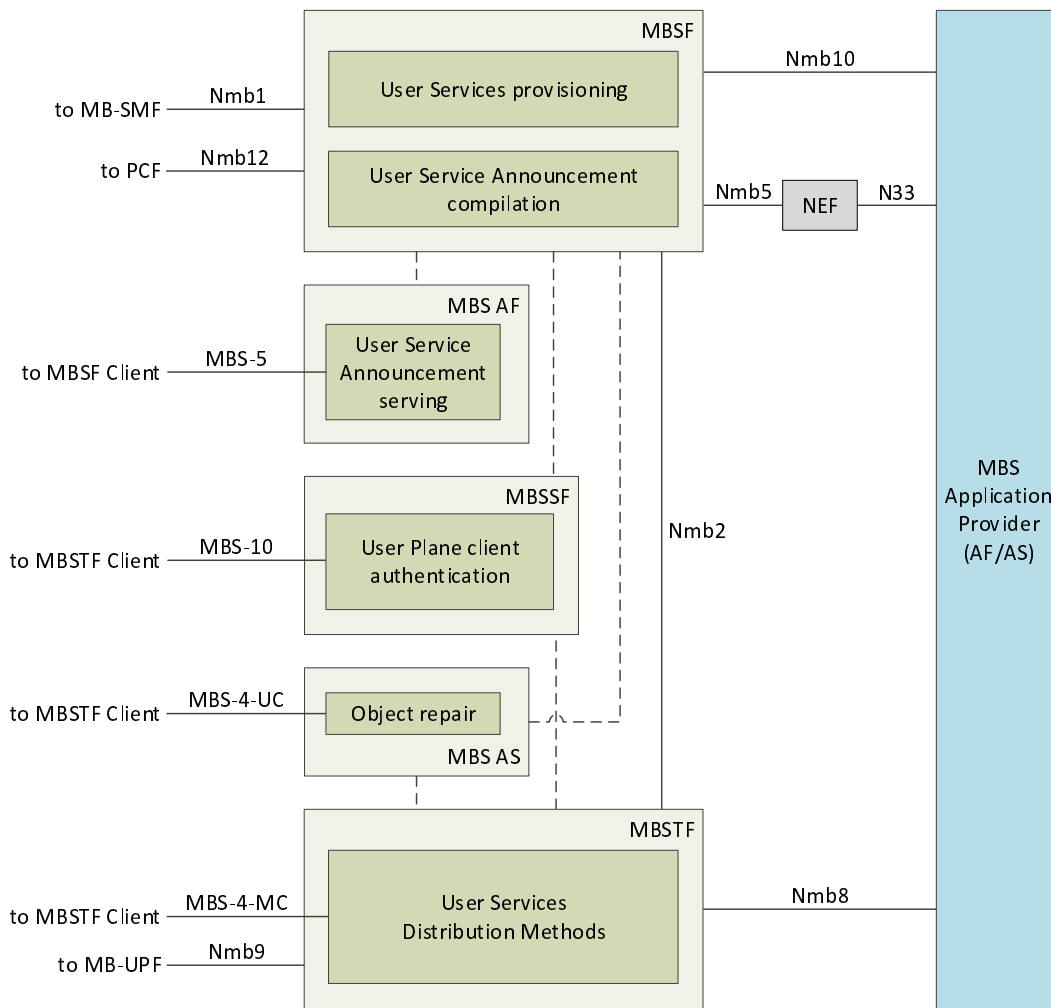 MBSF
User Services provisioning
Nmb10
Nmb1
to MB-SMF
Nmb12
to PCF
User Service Announcement
compilation
Nmb5
NEF
N33
MBS AF
User Service
Announcement
serving
MBS-5
to MBSF Client
MBS
Application
Provider
(AF/AS)
MBSSF
User Plane client
authentication
MBS-10
to MBSTF Client
Nmb2
MBS-4-UC
to MBSTF Client
Object repair
MBS AS
MBSTF
User Services
Distribution Methods
MBS-4-MC
to MBSTF Client
Nmb9
to MB-UPF
Nmb8